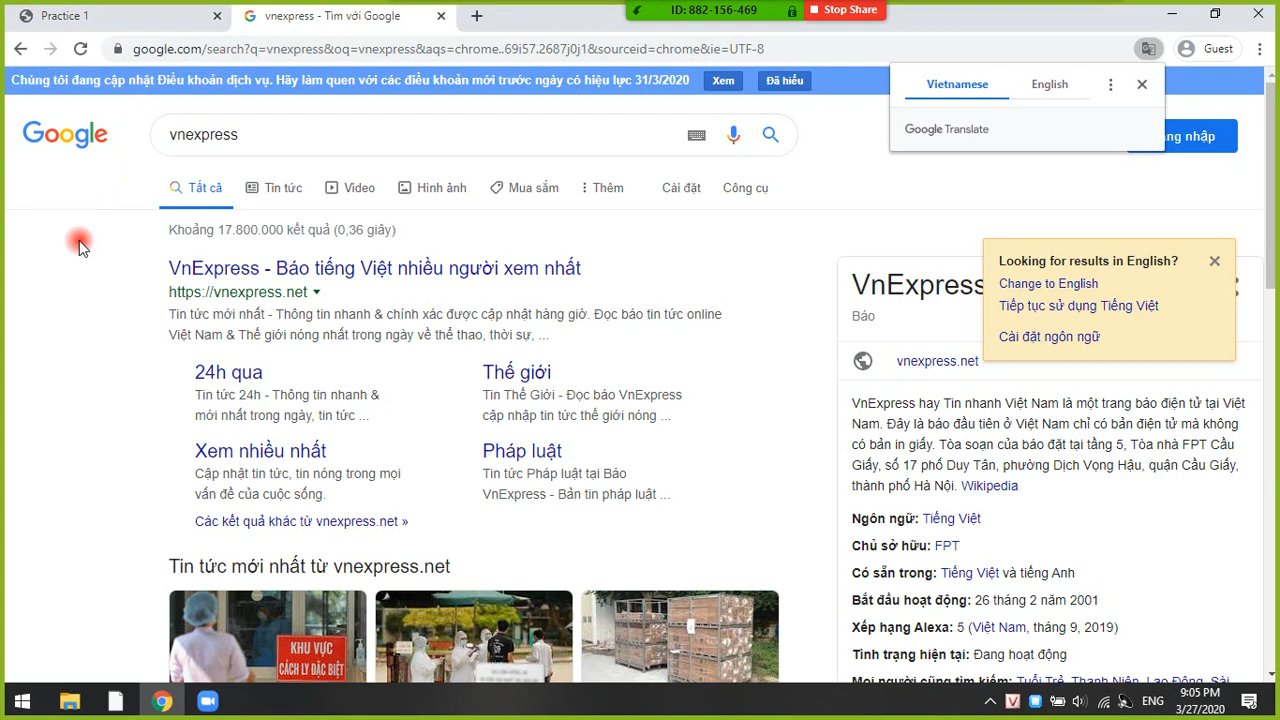 Practice 1
vnexpress - Tìm với Google
ID: 882-156-469
Stop Share
google.com/search?q=vnexpress&oq=vnexpress&aqs=chrome..69i57.2687j0j1&sourceid=chrome&ie=UTF-8
Guest
Chúng tôi đang cập nhật Điều khoản dịch vụ. Hãy làm quen với các điều khoản mới trước ngày có hiệu lực 31/3/2020
Xem
Đã hiểu
Vietnamese
English
Google Translate
Google
vnexpress
nhập
Tất cả
Tin tức
Video
Hình ảnh
Mua sắm
Thêm
Cài đặt
Công cụ
Khoảng 17.800.000 kết quả (0,36 giây)
VnExpress - Báo tiếng Việt nhiều người xem nhất
https://vnexpress.net
Tin tức mới nhất - Thông tin nhanh & chính xác được cập nhật hàng giờ. Đọc báo tin tức online
Việt Nam & Thế giới nóng nhất trong ngày về thể thao, thời sự, ...
24h qua
Tin tức 24h - Thông tin nhanh &
mới nhất trong ngày, tin tức ...
Thế giới
Tin tức Thế Giới - Đọc báo VnExpress
cập nhập tin tức thế giới nóng ...
Xem nhiều nhất
Cập nhật tin tức, tin nóng trong mọi
vấn đề của cuộc sống.
Pháp luật
Tin tức Pháp luật tại Báo
VnExpress - Bản tin pháp luật ...
Các kết quả khác từ vnexpress.net »
Tin tức mới nhất từ vnexpress.net
KHU VỰC
CÁCH LY ĐẶC BIỆT
Looking for results in English?
Change to English
Tiếp tục sử dụng Tiếng Việt
Cài đặt ngôn ngữ
VnExpress
Báo
vnexpress.net
VnExpress hay Tin nhanh Việt Nam là một trang báo điện tử tại Việt
Nam. Đây là báo đầu tiên ở Việt Nam chỉ có bản điện tử mà không
có bản in giấy. Tòa soạn của báo đặt tại tầng 5, Tòa nhà FPT Cầu
Giấy, số 17 phố Duy Tân, phường Dịch Vọng Hậu, quận Cầu Giấy,
thành phố Hà Nội. Wikipedia
Ngôn ngữ: Tiếng Việt
Chủ sở hữu: FPT
Có sẵn trong: Tiếng Việt và tiếng Anh
Bắt đầu hoạt động: 26 tháng 2 năm 2001
Xếp hạng Alexa: 5 (Việt Nam, tháng 9, 2019)
Tình trạng hiện tại: Đang hoạt động
Mọi người cũng tìm kiếm: Tuổi Trẻ, Thanh Niên, Lao Động, Sài
ENG
9:05 PM
3/27/2020